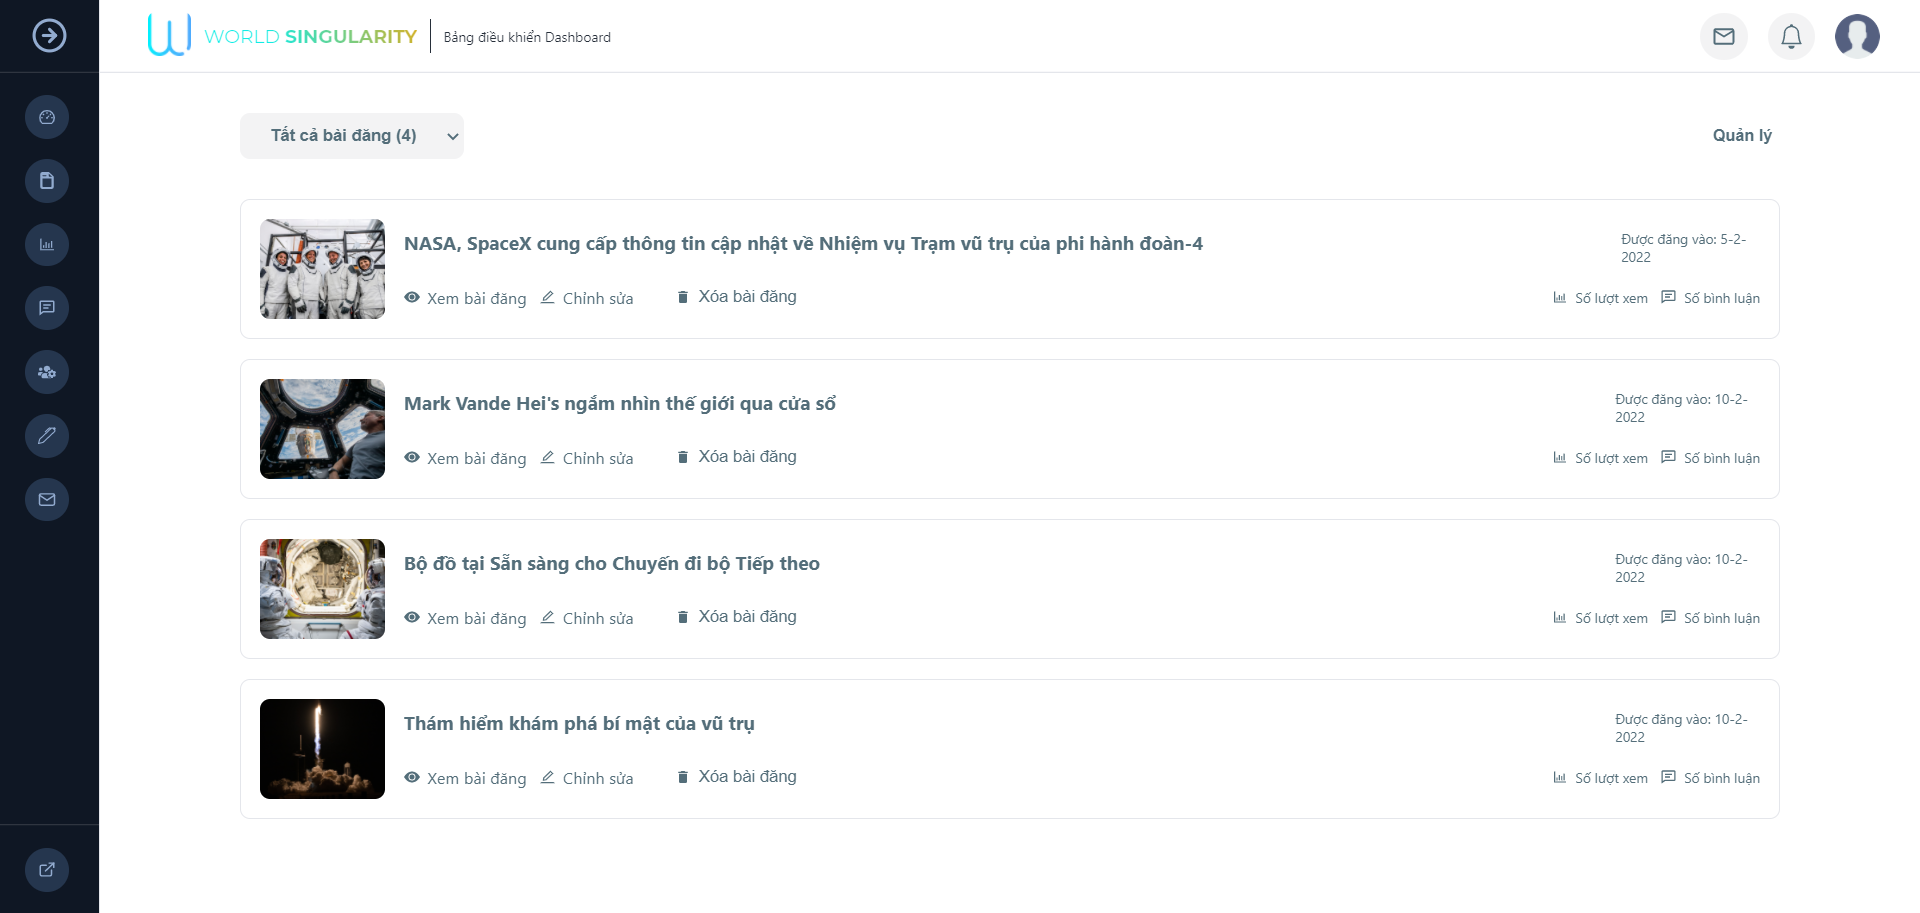 WORLD SINGULARITY
Bảng điều khiển Dashboard
Tất cả bài đăng (4)
Quản lý
NASA, SpaceX cung cấp thông tin cập nhật về Nhiệm vụ Trạm vũ trụ của phi hành đoàn-4
Được đăng vào: 5-2-
2022
Xem bài đăng Chỉnh sửa Xóa bài đăng
Số lượt xem Số bình luận
Mark Vande Hei's ngắm nhìn thế giới qua cửa sổ
Được đăng vào: 10-2-
2022
Xem bài đăng Chỉnh sửa Xóa bài đăng
Số lượt xem Số bình luận
Bộ đồ tại Sẵn sàng cho Chuyến đi bộ Tiếp theo
Được đăng vào: 10-2-
2022
Xem bài đăng Chỉnh sửa Xóa bài đăng
Số lượt xem Số bình luận
Thám hiểm khám phá bí mật của vũ trụ
Được đăng vào: 10-2-
2022
Xem bài đăng Chỉnh sửa Xóa bài đăng
Số lượt xem Số bình luận